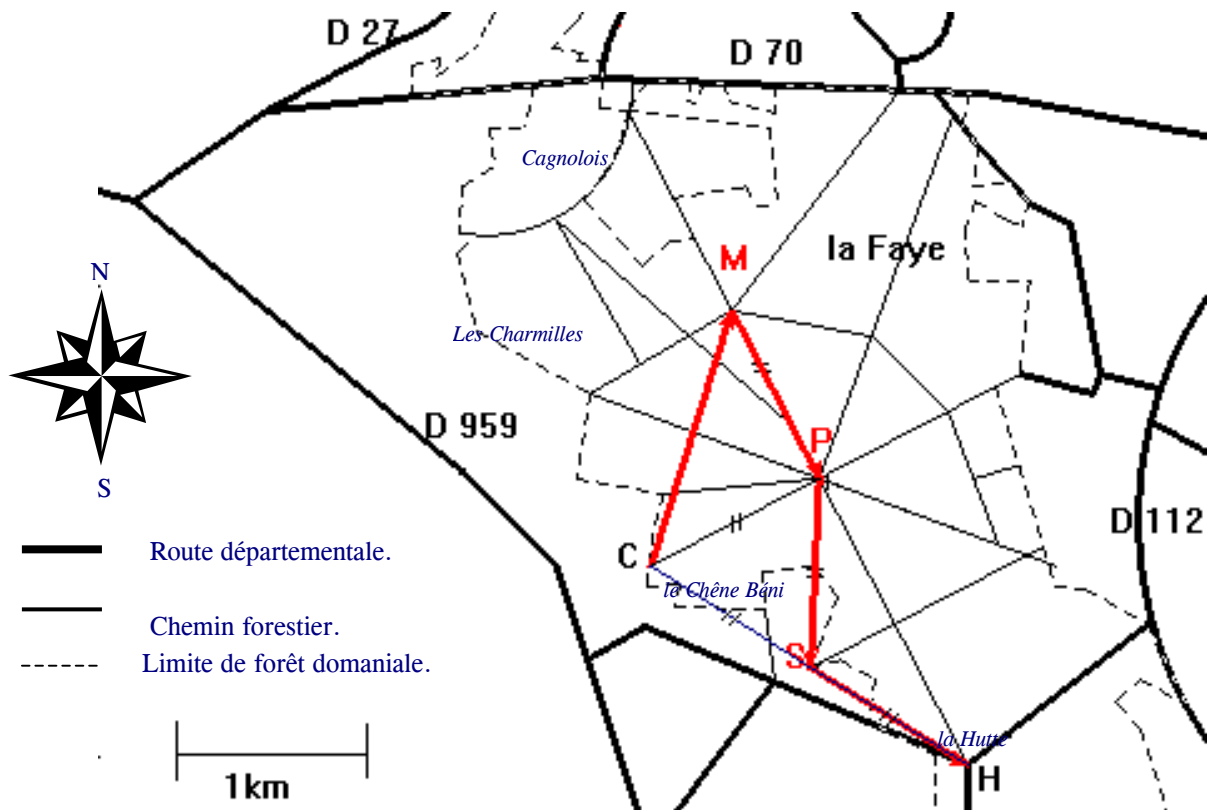 D 27
D 70
Cagnolois
la Faye
M
N
Les Charmilles
D 959
P
S
D 112
Route départementale.
C
le Chêne Béni
Chemin forestier.
S
Limite de forêt domaniale.
la Hutte
H
1km